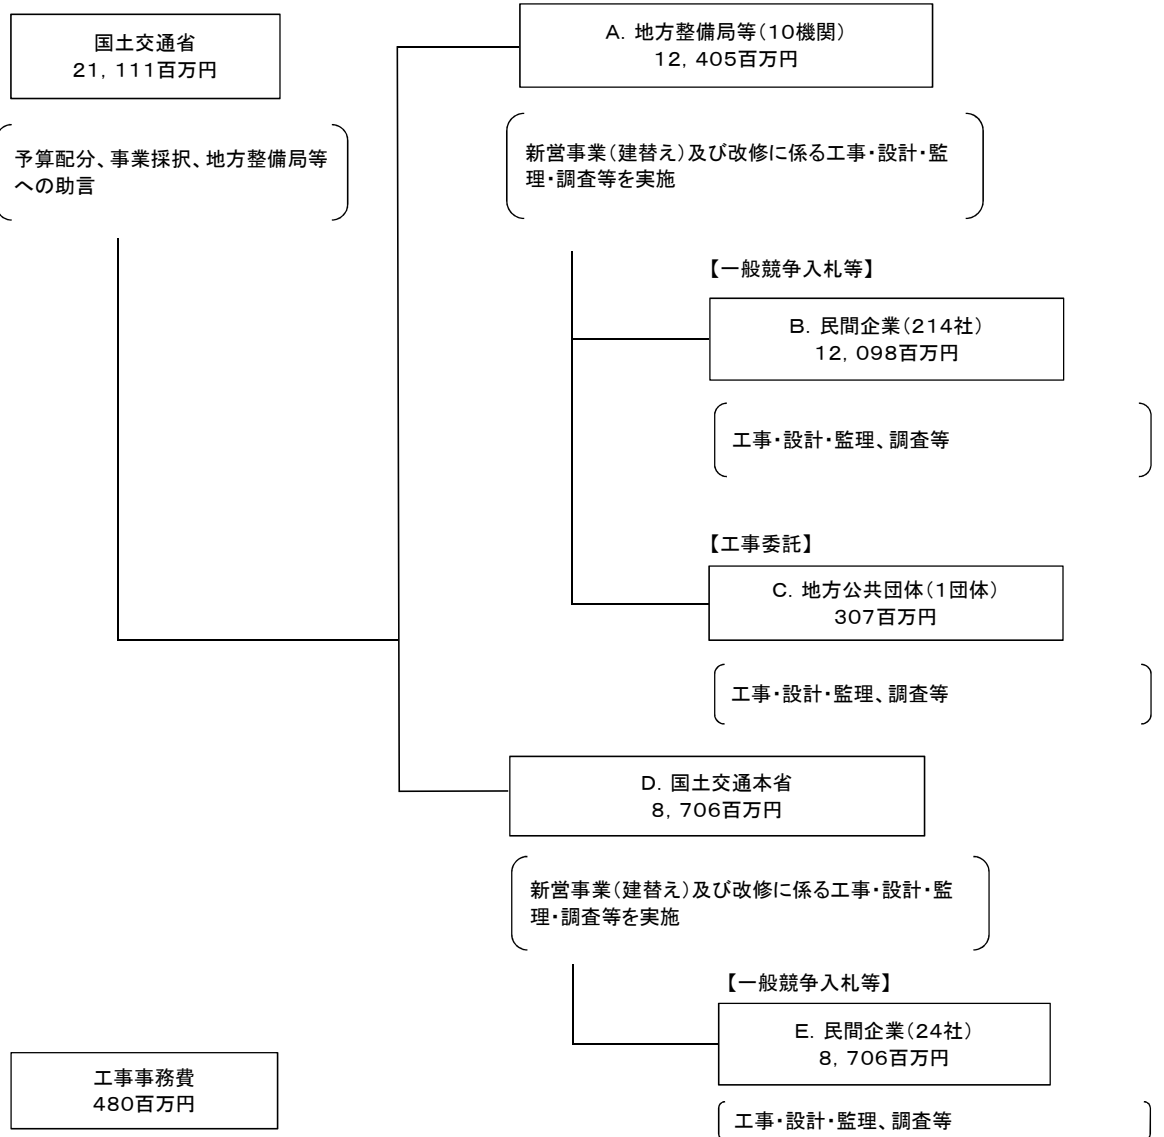 国土交通省
２１，１１１百万円
予算配分、事業採択、地方整備局等
への助言
Ａ．地方整備局等（１０機関）
１２，４０５百万円
新営事業（建替え）及び改修に係る工事・設計・監
理・調査等を実施
【一般競争入札等】
Ｂ．民間企業（２１４社）
１２，０９８百万円
工事・設計・監理、調査等
【工事委託】
Ｃ．地方公共団体（１団体）
３０７百万円
工事・設計・監理、調査等
Ｄ．国土交通本省
８，７０６百万円
新営事業（建替え）及び改修に係る工事・設計・監
理・調査等を実施
【一般競争入札等】
Ｅ．民間企業（２４社）
８，７０６百万円
工事・設計・監理、調査等
工事事務費
４８０百万円